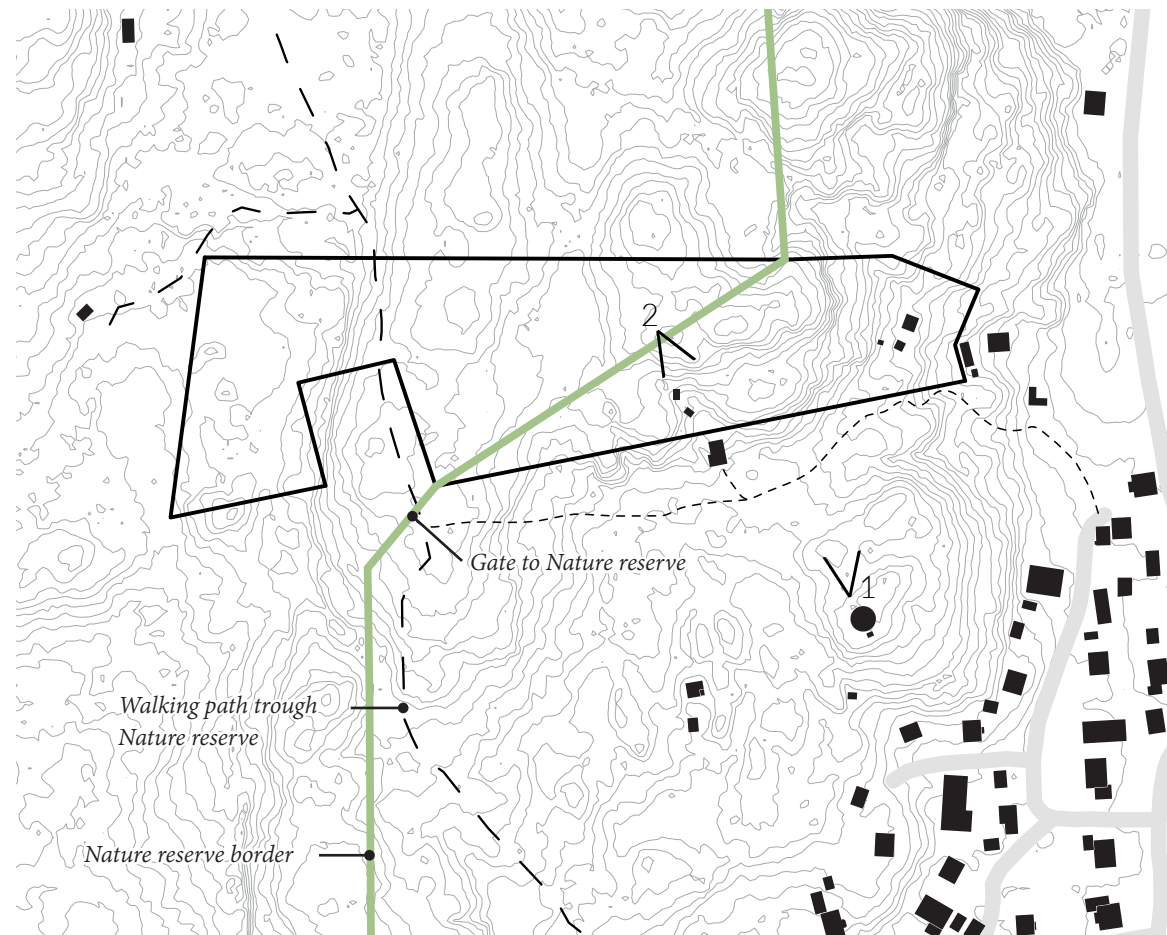 2
Gate to Nature reserve
1
Walking path trough
Nature reserve
Nature reserve border